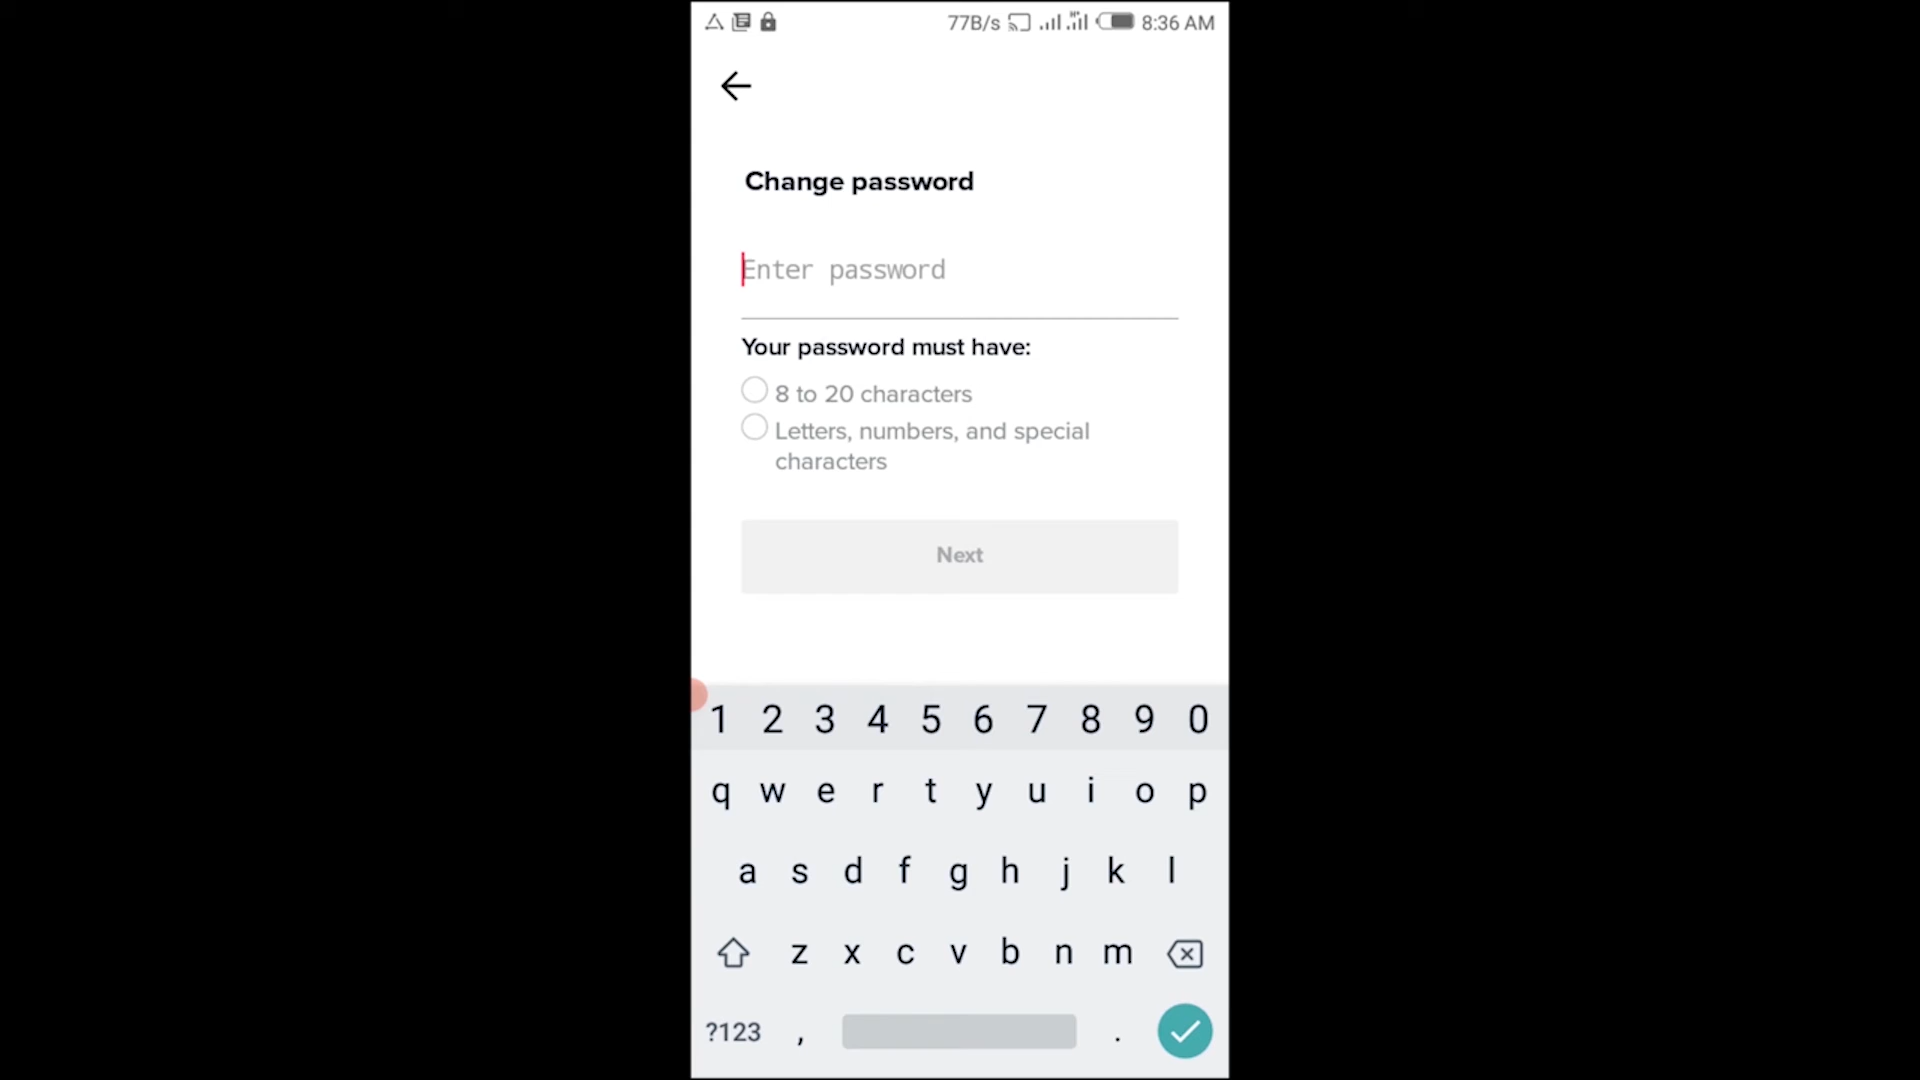 77B/s H+ 8:36 AM
Change password
Enter password
Your password must have:
8 to 20 characters
Letters, numbers, and special
characters
Next
1 2 3 4 5 6 7 8 9 0
q w e r t y u i o p
a s d f g h j k l
z x c v b n m
?123 , .